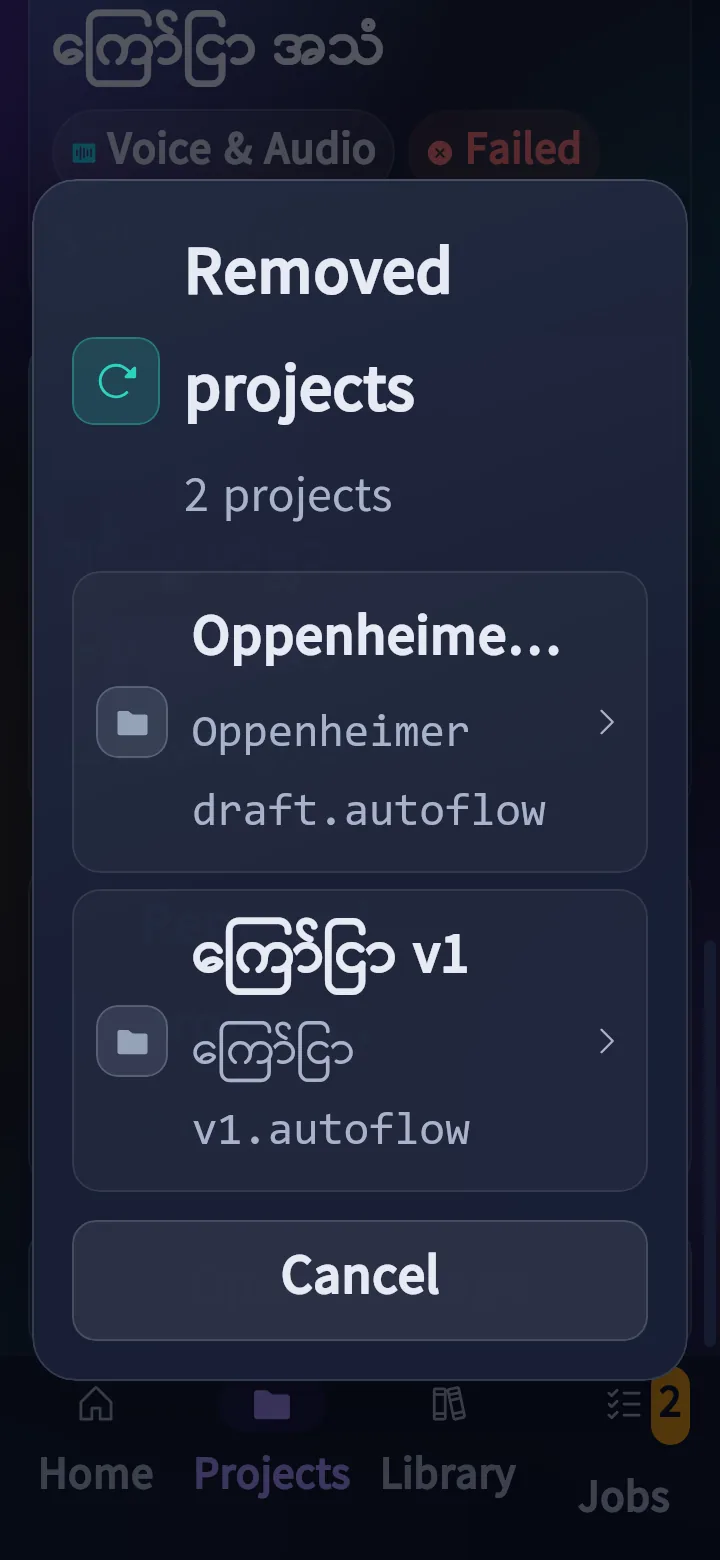 ကြော်ငြာ အသံ
Voice & Audio
Failed
Removed
projects
2 projects
Oppenheime...
Oppenheimer
draft.autoflow
ကြော်ငြာ v1
ကြော်ငြာ
v1.autoflow
Cancel
2
Home
Projects
Library
Jobs